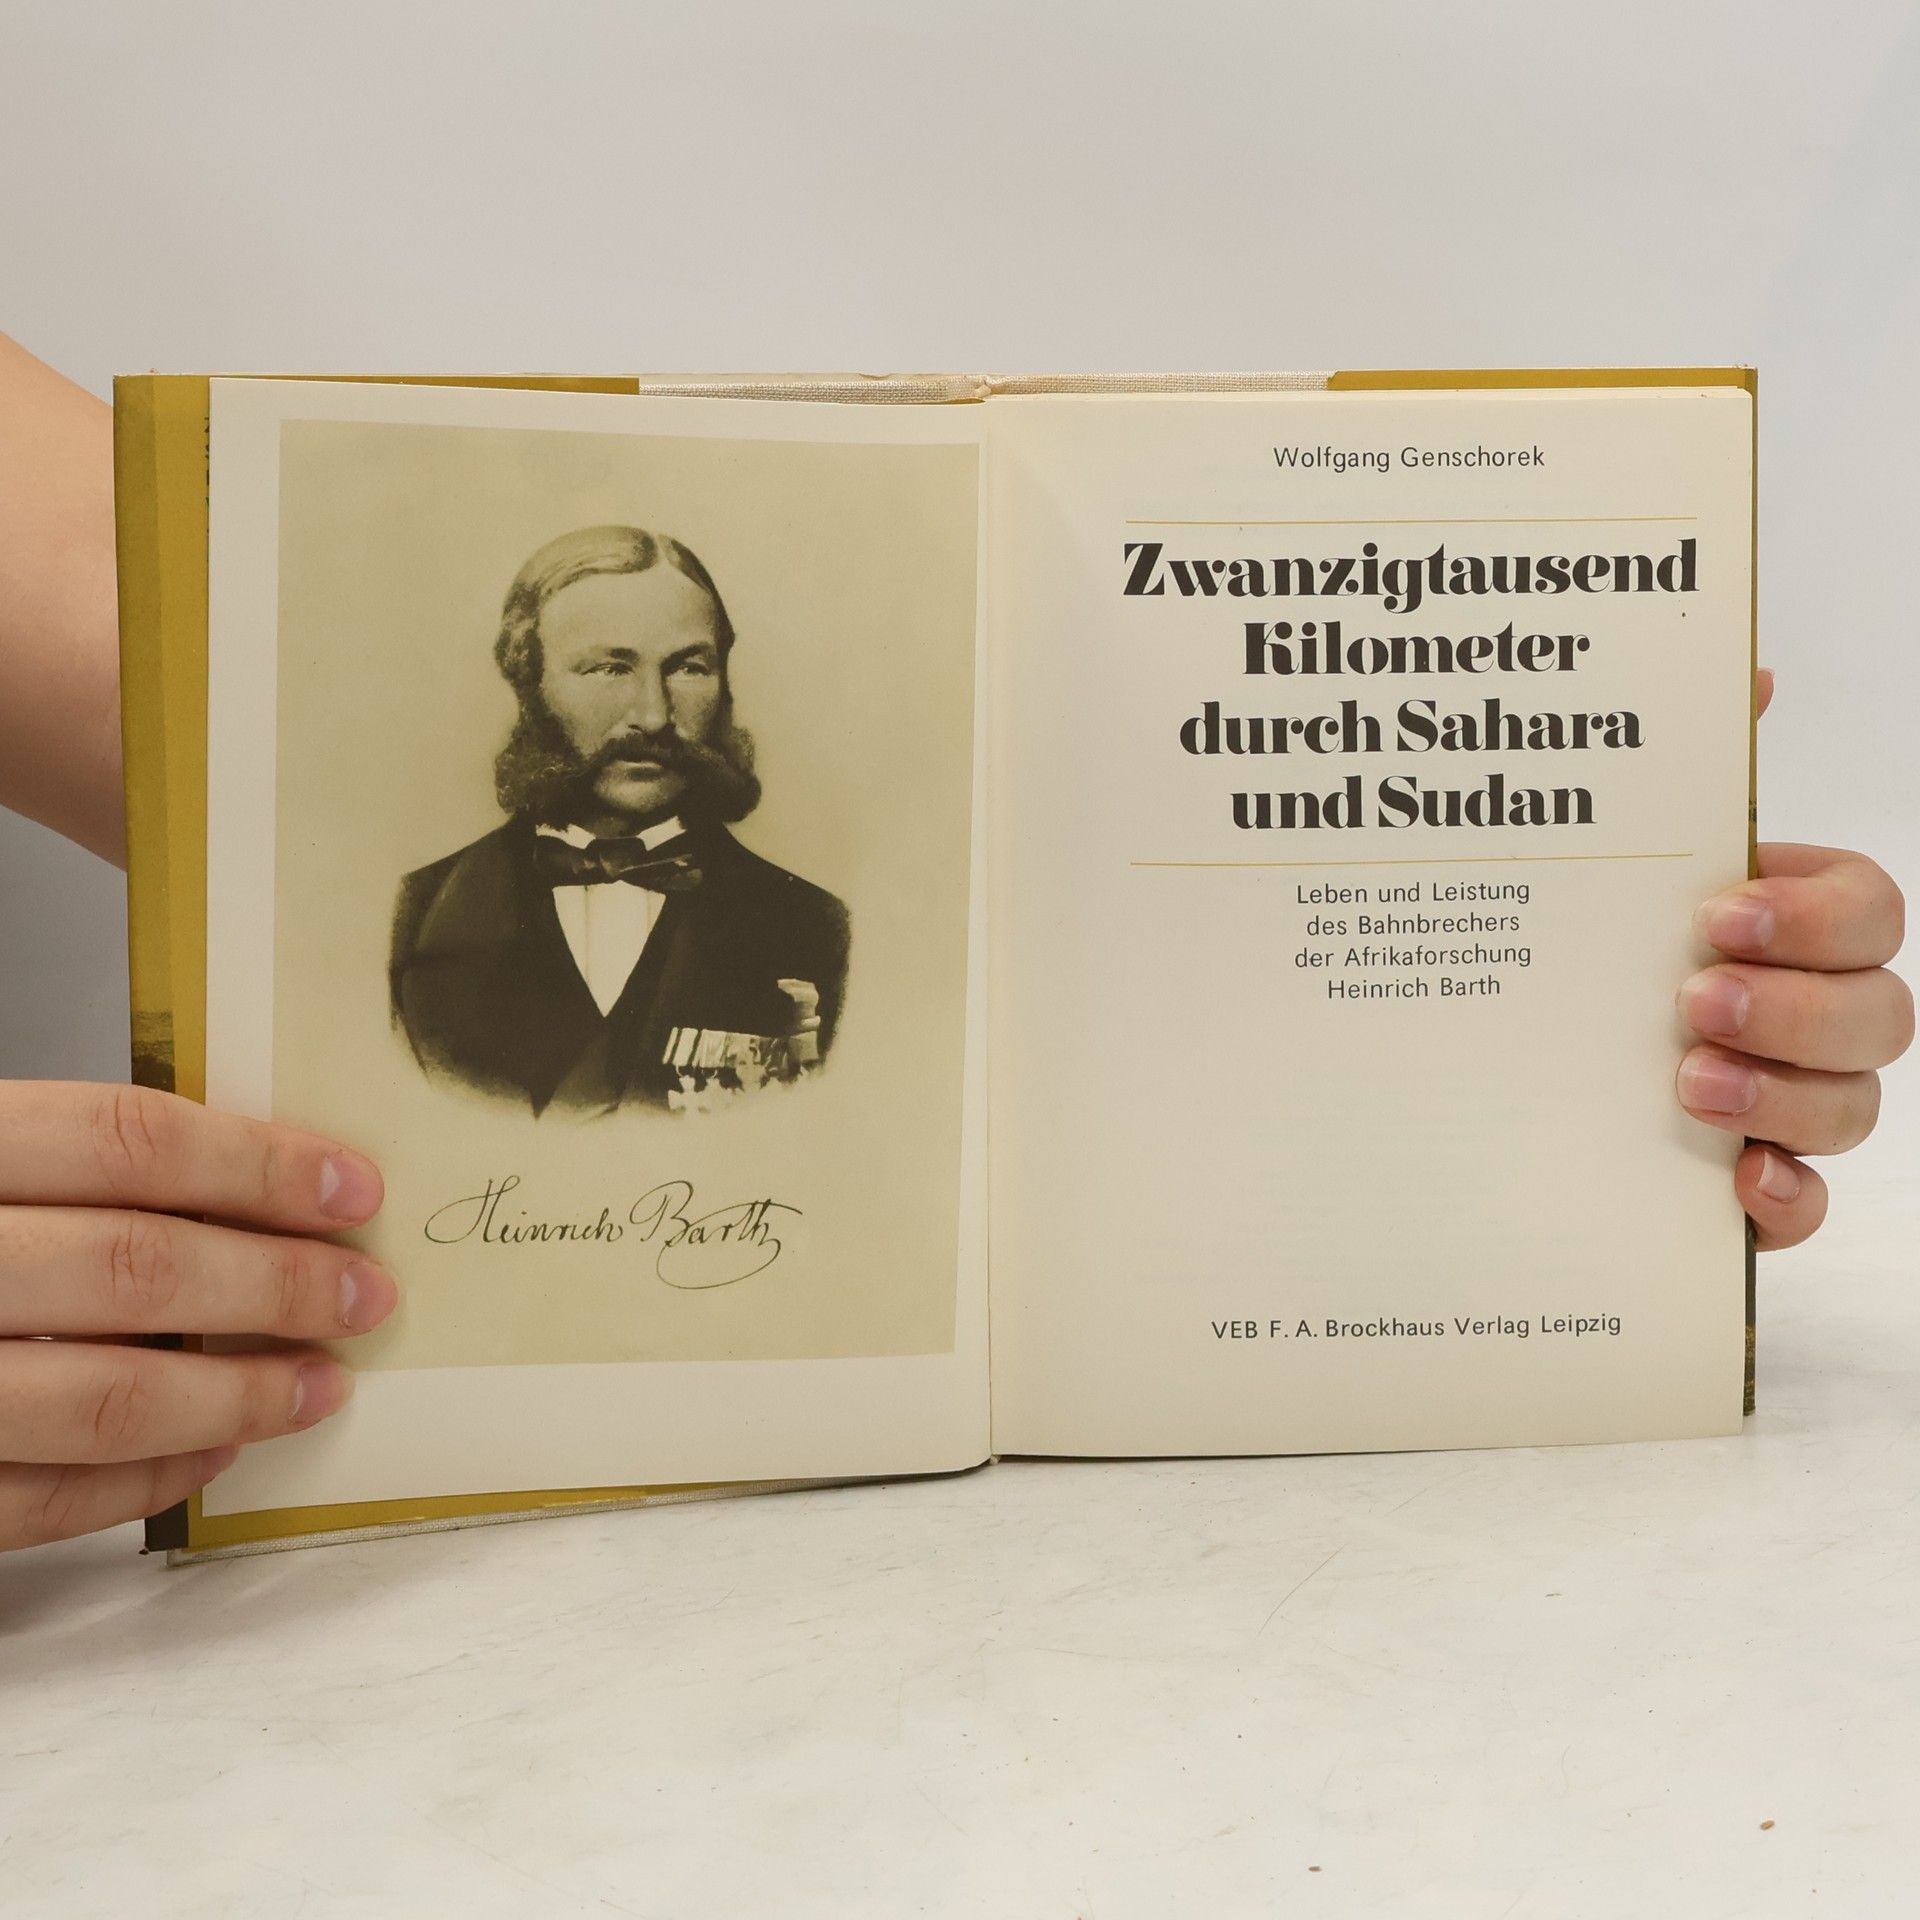 Heinrich Barth
Wolfgang Genschorek
Zwanzigtausend
Kilometer
durch Sahara
und Sudan
Leben und Leistung
des Bahnbrechers
der Afrikaforschung
Heinrich Barth
VEB F. A. Brockhaus Verlag Leipzig